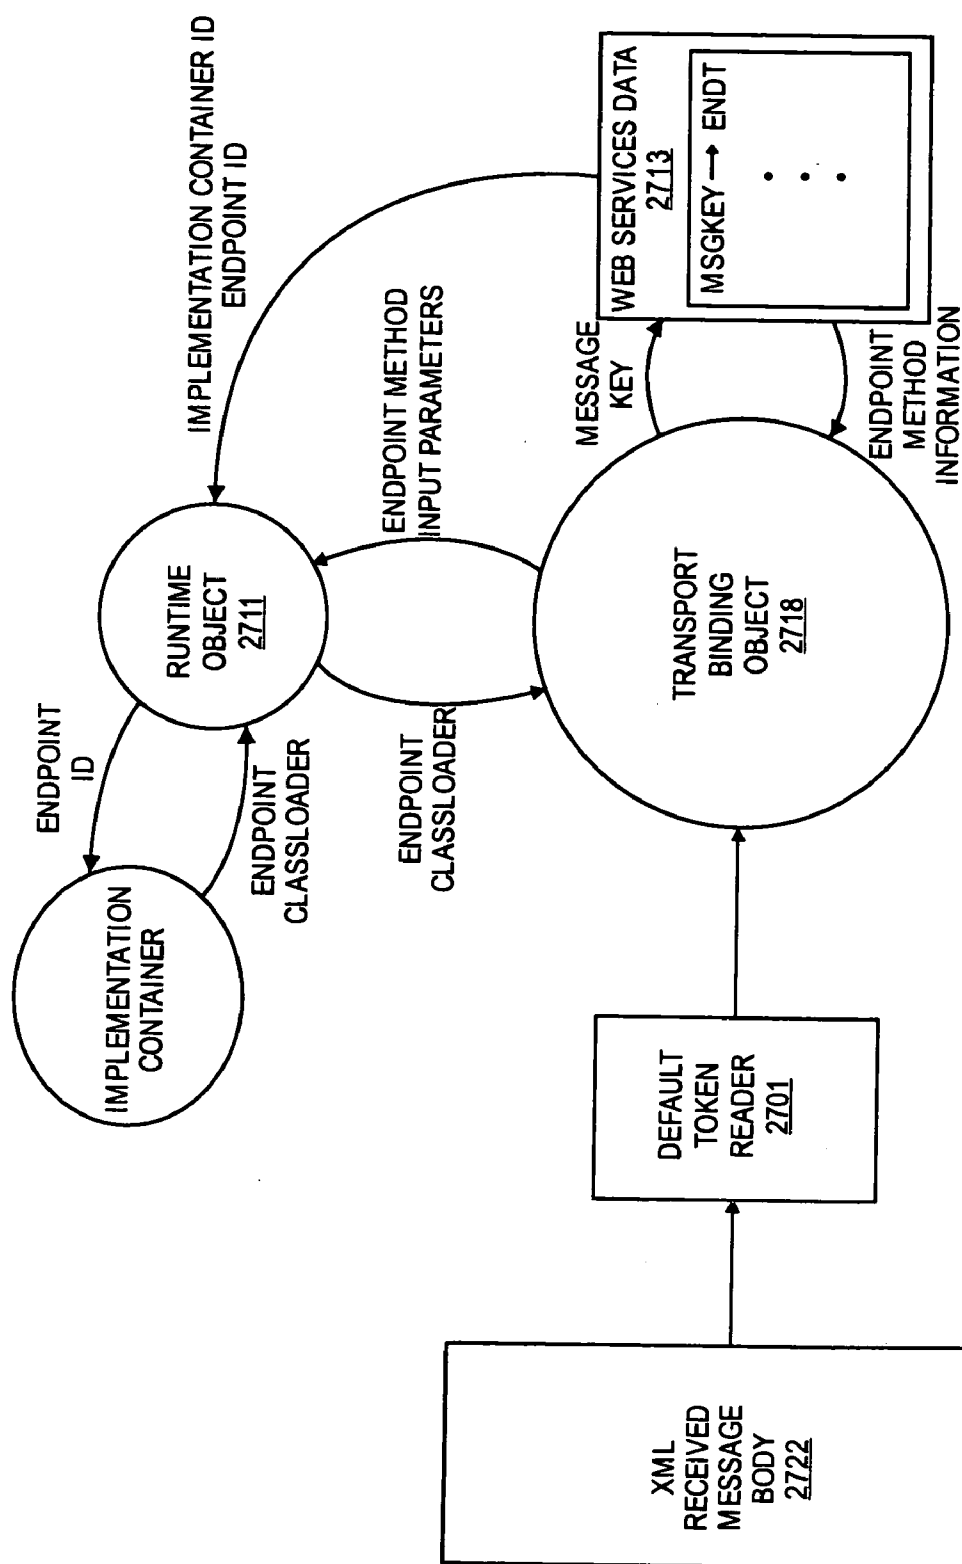 IMPLEMENTATION
CONTAINER
ENDPOINT
ID
ENDPOINT
CLASSLOADER
RUNTIME
OBJECT
2711
IMPLEMENTATION CONTAINER ID
ENDPOINT ID
ENDPOINT
CLASSLOADER
ENDPOINT METHOD
INPUT PARAMETERS
XML
RECEIVED
MESSAGE
BODY
2722
DEFAULT
TOKEN
READER
2701
TRANSPORT
BINDING
OBJECT
2718
MESSAGE
KEY
ENDPOINT
METHOD
INFORMATION
WEB SERVICES DATA
2713
MSGKEY → ENDT